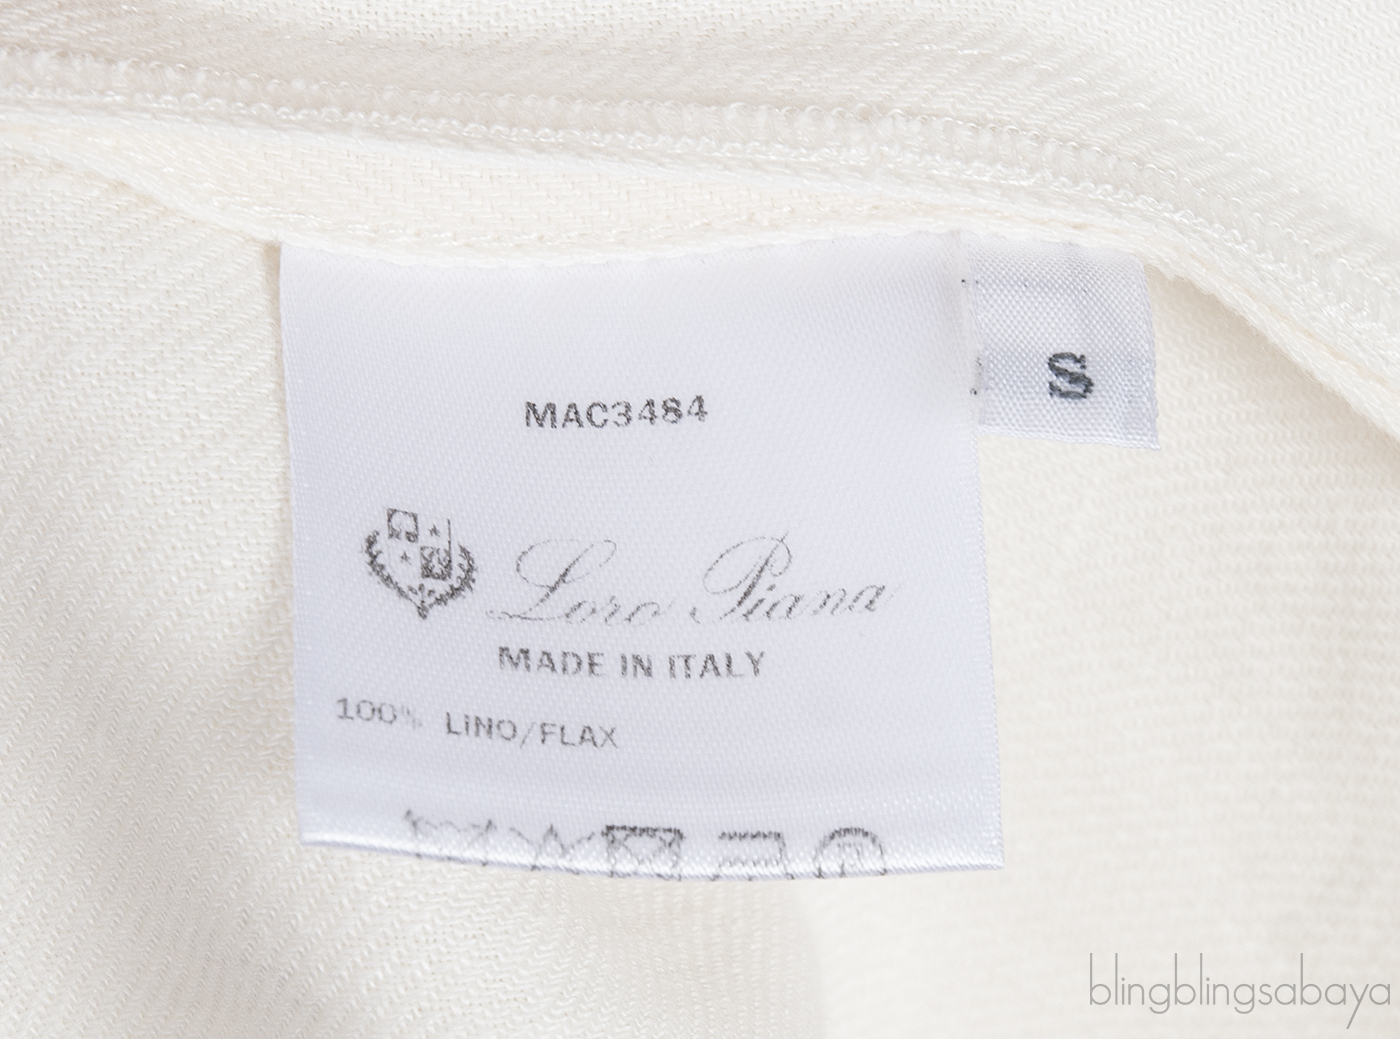 MAC3484
S
Loro Piana
MADE IN ITALY
100% LINO/FLAX
blingblingsabaya